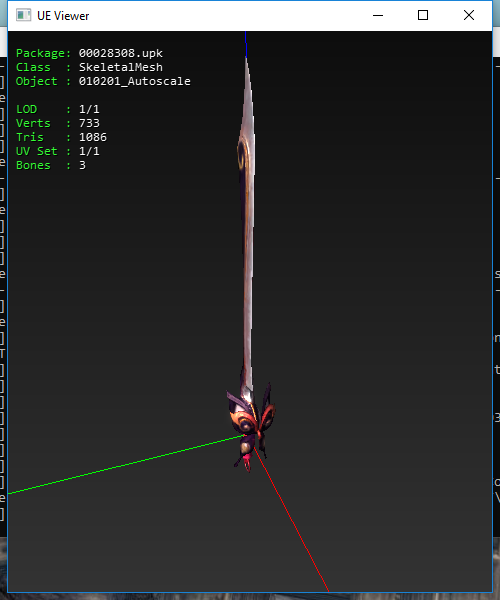 UE Viewer
Package: 00028308.upk
Class : SkeletalMesh
Object : 010201_Autoscale
LOD : 1/1
Verts : 733
Tris : 1086
UV Set : 1/1
Bones : 3